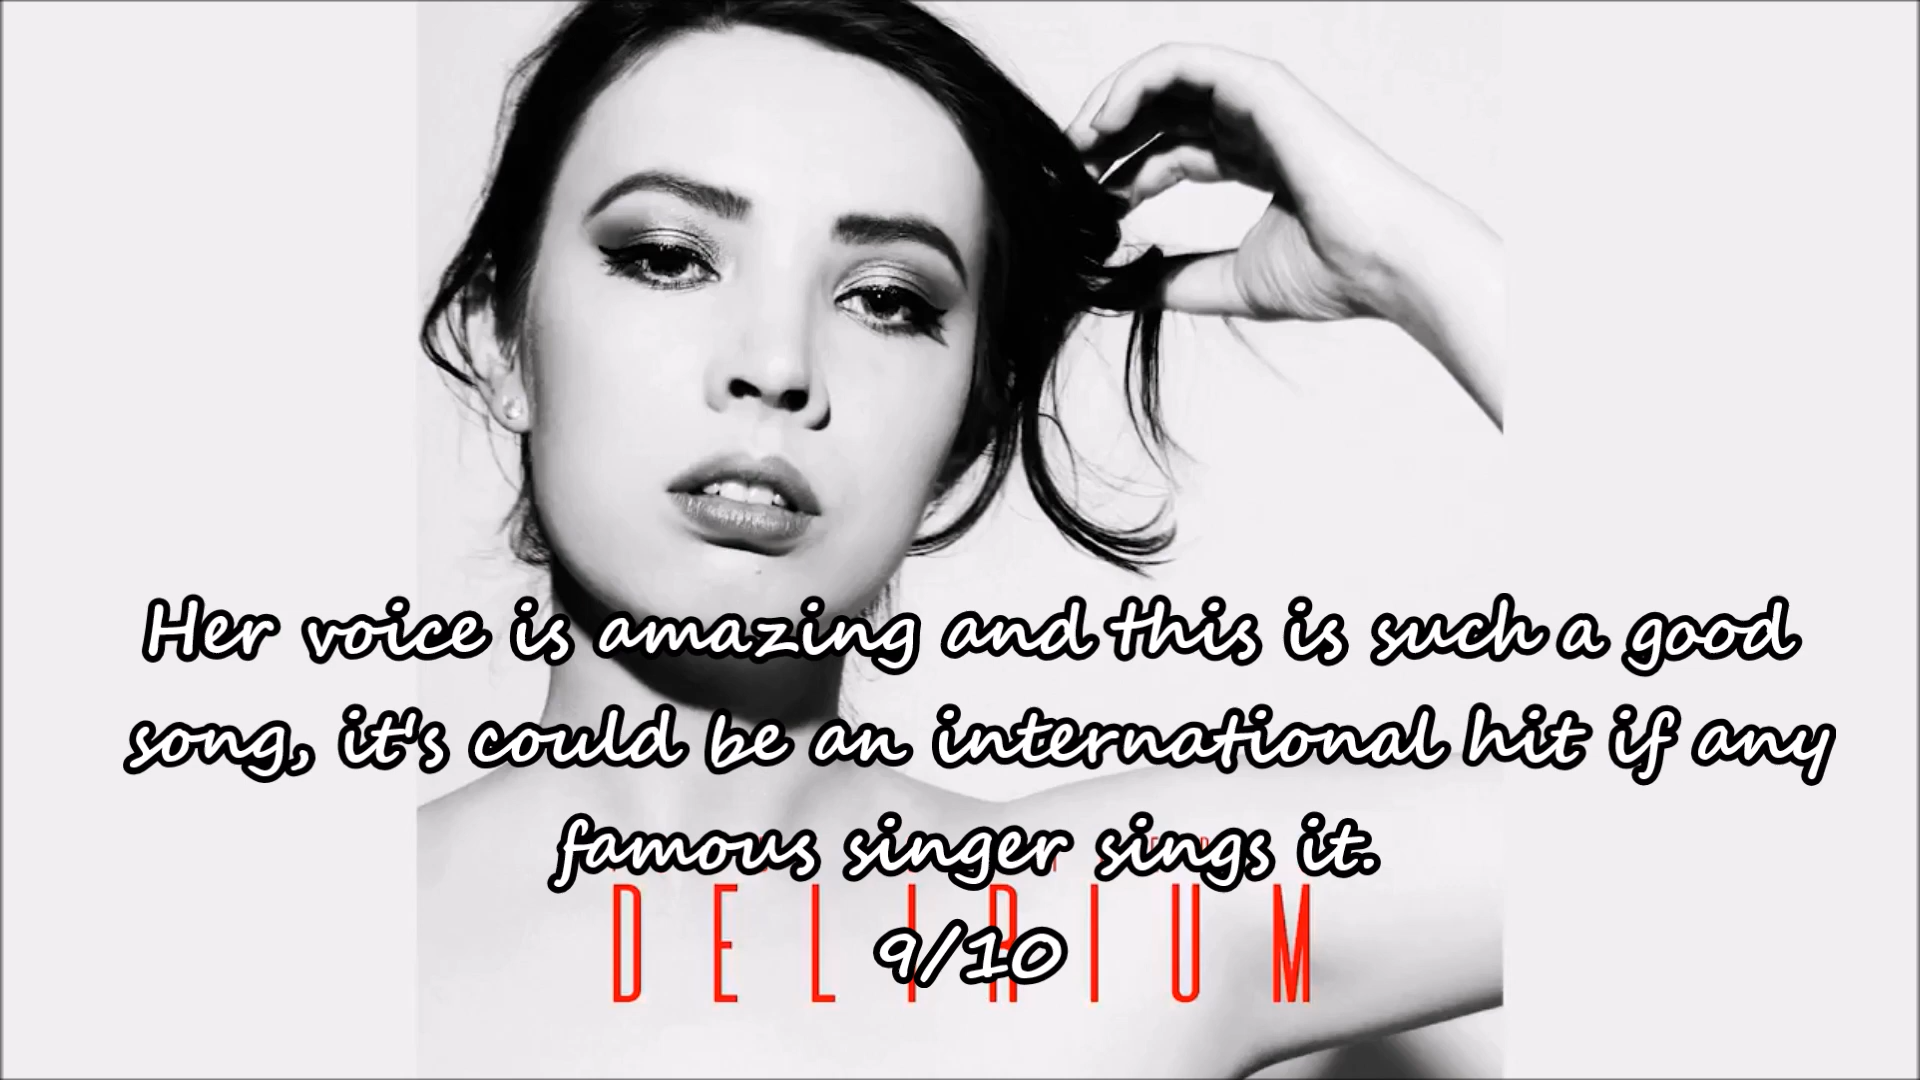 Her voice is amazing and this is such a good
song, it's could be an international hit if any
famous singer sings it.
9/10
DELIRIUM